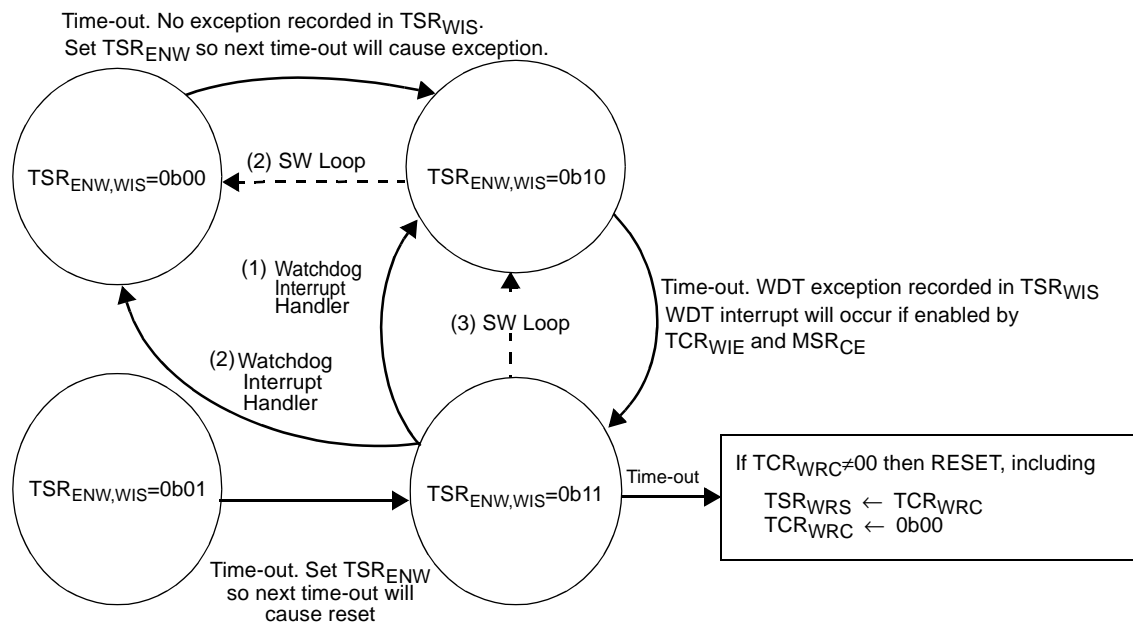 Time-out. No exception recorded in TSRWIS.
Set TSRENW so next time-out will cause exception.
TSRENW,WIS=0b00
(2) SW Loop
TSRENW,WIS=0b10
(1) Watchdog
Interrupt
Handler
(3) SW Loop
Time-out. WDT exception recorded in TSRWIS
WDT interrupt will occur if enabled by
TCRWIE and MSRCE
(2) Watchdog
Interrupt
Handler
TSRENW,WIS=0b01
TSRENW,WIS=0b11
Time-out
If TCRWRC≠00 then RESET, including
TSRWRS ← TCRWRC
TCRWRC ← 0b00
Time-out. Set TSRENW
so next time-out will
cause reset